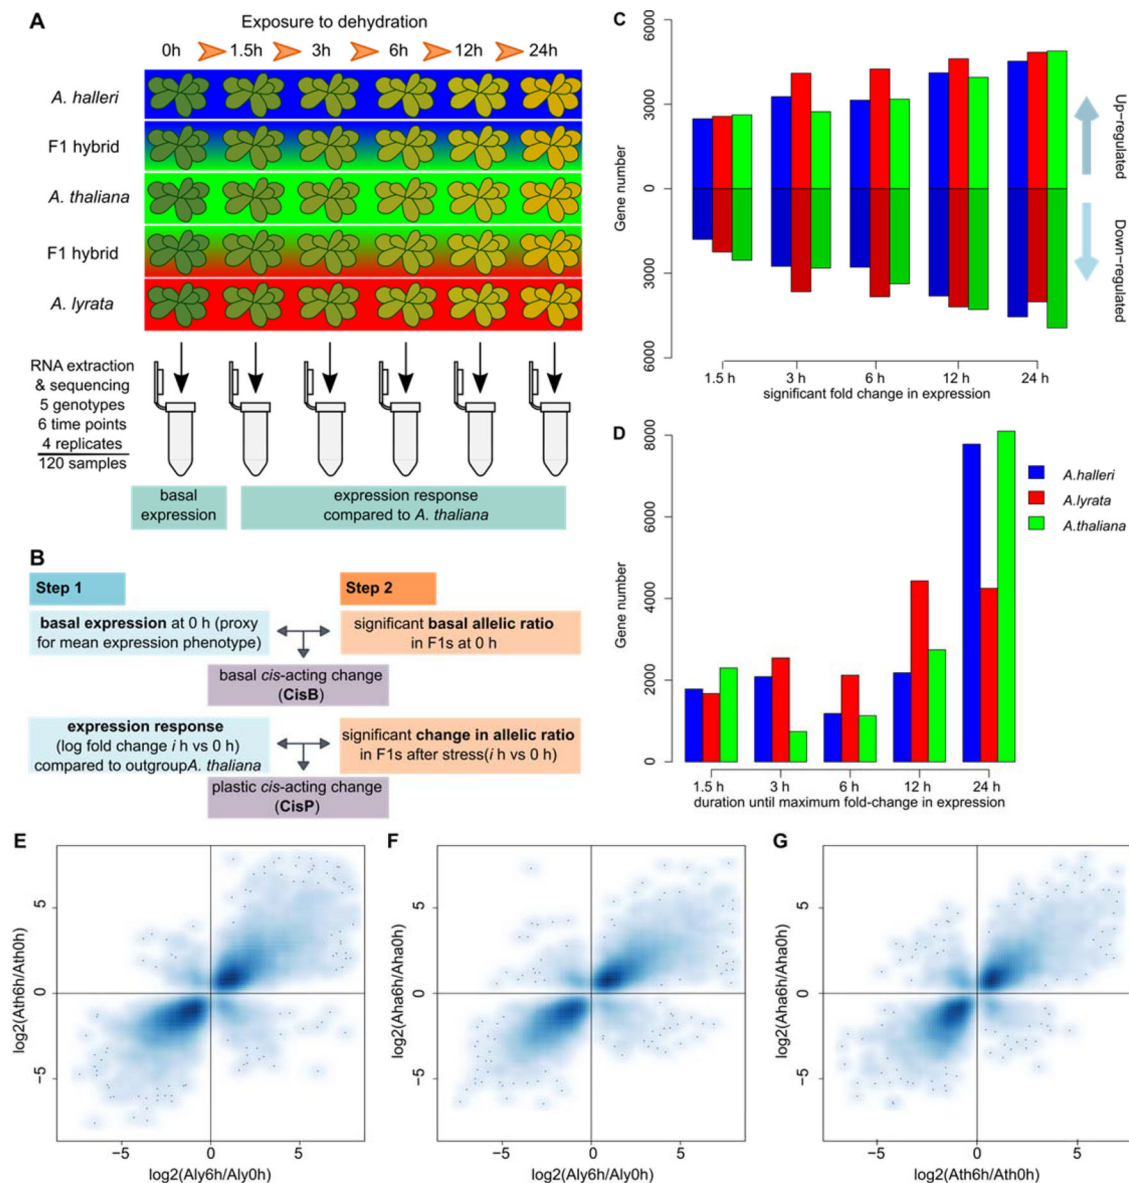 A
Exposure to dehydration
0h 1.5h 3h 6h 12h 24h
A. halleri
F1 hybrid
A. thaliana
F1 hybrid
A. lyrata
RNA extraction
& sequencing
5 genotypes
6 time points
4 replicates
120 samples
basal
expression
expression response
compared to A. thaliana
B
Step 1
Step 2
basal expression at 0 h (proxy
for mean expression phenotype)
significant basal allelic ratio
in F1s at 0 h
basal cis-acting change
(CisB)
expression response
(log fold change i h vs 0 h)
compared to outgroupA. thaliana
significant change in allelic ratio
in F1s after stress(i h vs 0 h)
plastic cis-acting change
(CisP)
C
Gene number
6000
3000
0
3000
6000
Up-regulated
Down-regulated
1.5 h 3 h 6 h 12 h 24 h
significant fold change in expression
D
Gene number
8000
6000
4000
2000
0
A.halleri
A.lyrata
A.thaliana
1.5 h 3 h 6 h 12 h 24 h
duration until maximum fold-change in expression
E
log2(Ath6h/Ath0h)
5
0
−5
−5 0 5
log2(Aly6h/Aly0h)
F
log2(Aha6h/Aha0h)
5
0
−5
−5 0 5
log2(Aly6h/Aly0h)
G
log2(Aha6h/Aha0h)
5
0
−5
−5 0 5
log2(Ath6h/Ath0h)